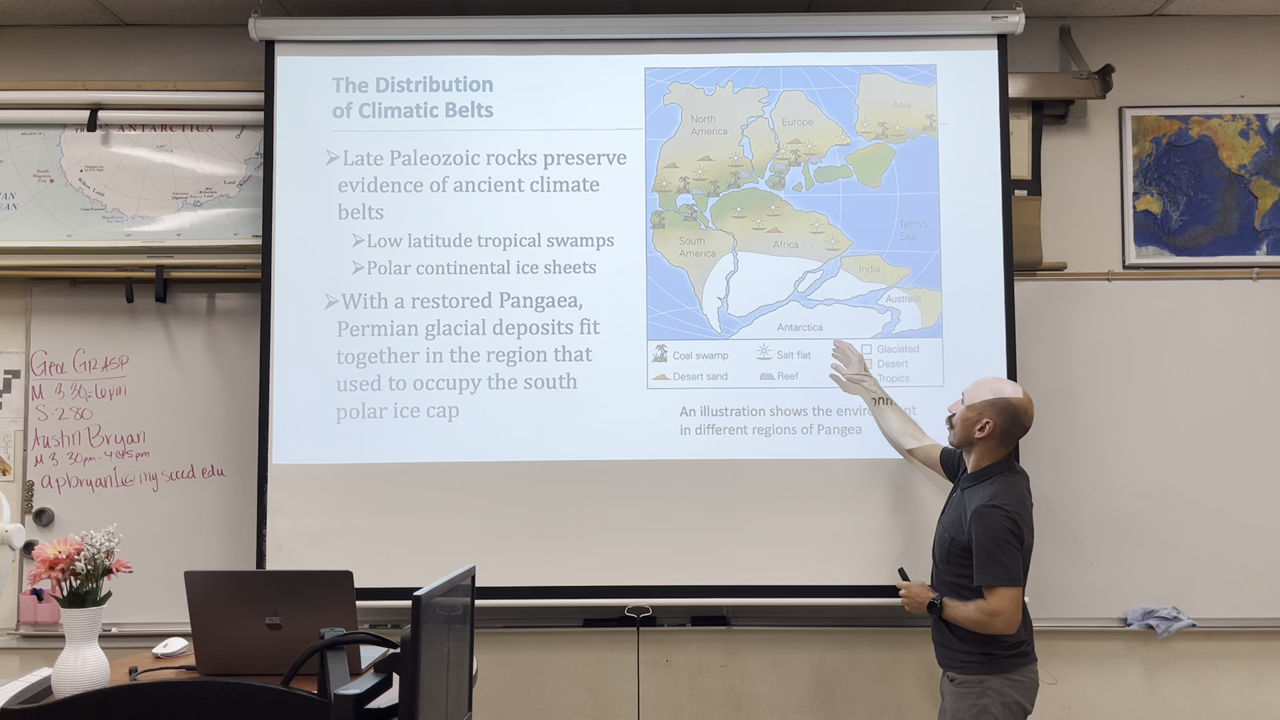 The Distribution
of Climatic Belts
Late Paleozoic rocks preserve
evidence of ancient climate
belts
Low latitude tropical swamps
Polar continental ice sheets
With a restored Pangaea,
Permian glacial deposits fit
together in the region that
used to occupy the south
polar ice cap
North
America
Europe
Asia
Tethys
Sea
South
America
Africa
India
Australia
Antarctica
Coal swamp
Salt flat
Glaciated
Desert sand
Reef
Desert
Tropics
An illustration shows the
in different regions of Pangea
ANTARCTICA
Geo GRASP
M 3:30-6pm
S-280
Austin Bryan
M 3:30pm-4:45pm
apbryan1@my.smccd.edu